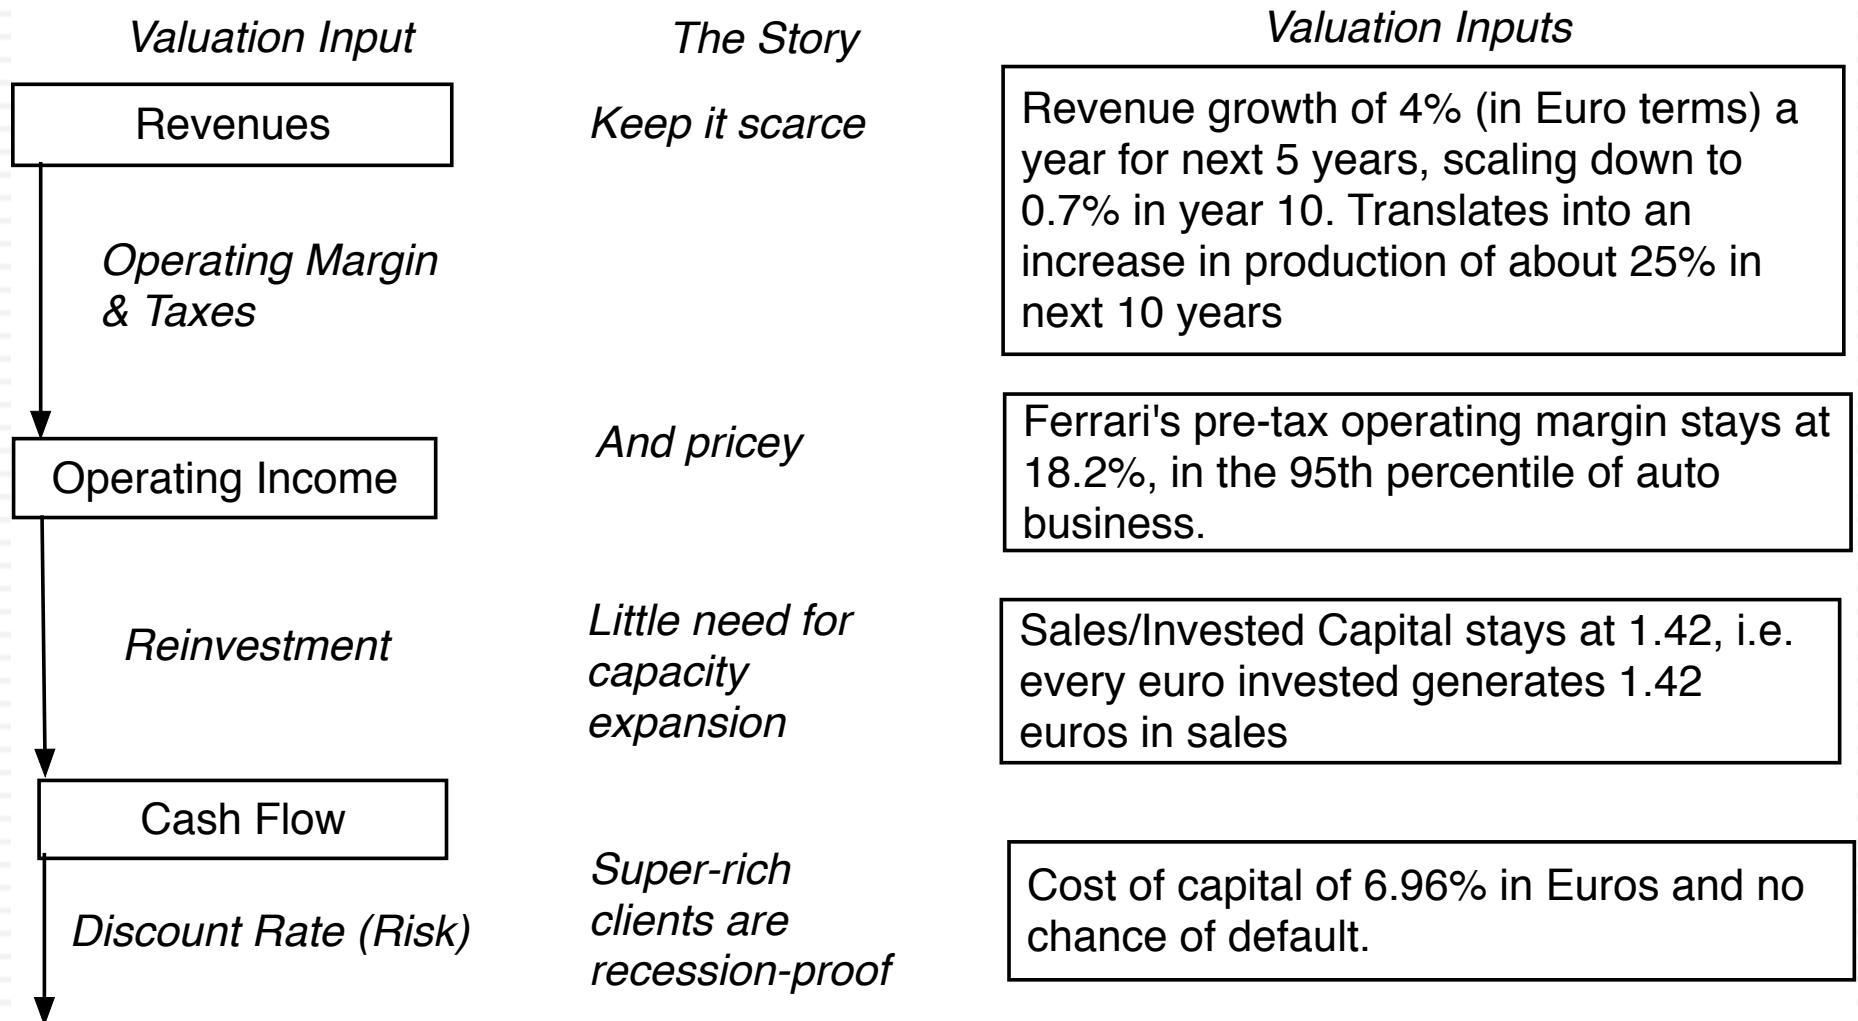 Valuation Input
The Story
Valuation Inputs
Revenues
Keep it scarce
Revenue growth of 4% (in Euro terms) a
year for next 5 years, scaling down to
0.7% in year 10. Translates into an
increase in production of about 25% in
next 10 years
Operating Margin
& Taxes
Operating Income
And pricey
Ferrari's pre-tax operating margin stays at
18.2%, in the 95th percentile of auto
business.
Reinvestment
Little need for
capacity
expansion
Sales/Invested Capital stays at 1.42, i.e.
every euro invested generates 1.42
euros in sales
Cash Flow
Discount Rate (Risk)
Super-rich
clients are
recession-proof
Cost of capital of 6.96% in Euros and no
chance of default.